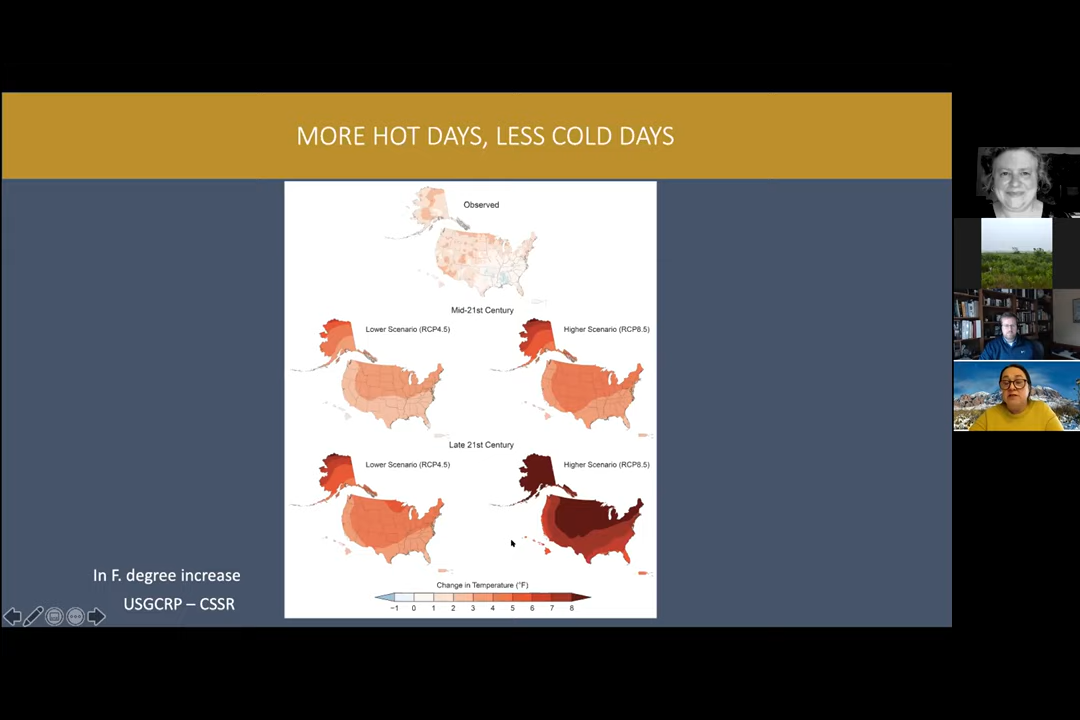 MORE HOT DAYS, LESS COLD DAYS
Observed
Mid-21st Century
Lower Scenario (RCP4.5)
Higher Scenario (RCP8.5)
Late 21st Century
Lower Scenario (RCP4.5)
Higher Scenario (RCP8.5)
Change in Temperature (°F)
−1 0 1 2 3 4 5 6 7 8
In F. degree increase
USGCRP – CSSR